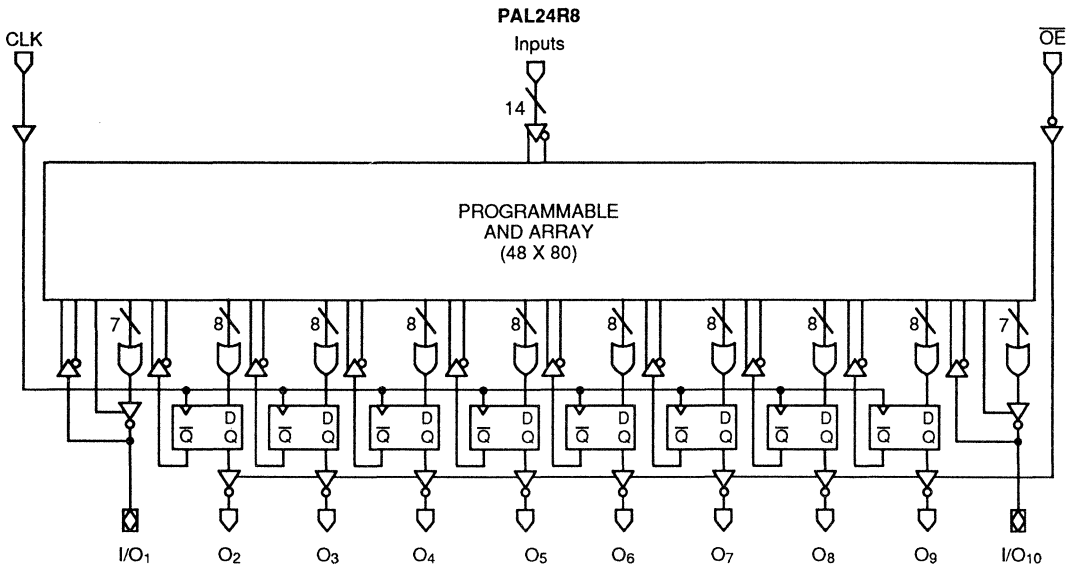 PAL24R8
CLK
Inputs
O̅E̅
14
PROGRAMMABLE
AND ARRAY
(48 X 80)
7 8 8 8 8 8 8 8 8 7
D D D D D D D D
Q̅ Q Q̅ Q Q̅ Q Q̅ Q Q̅ Q Q̅ Q Q̅ Q Q̅ Q
I/O₁ O₂ O₃ O₄ O₅ O₆ O₇ O₈ O₉ I/O₁₀